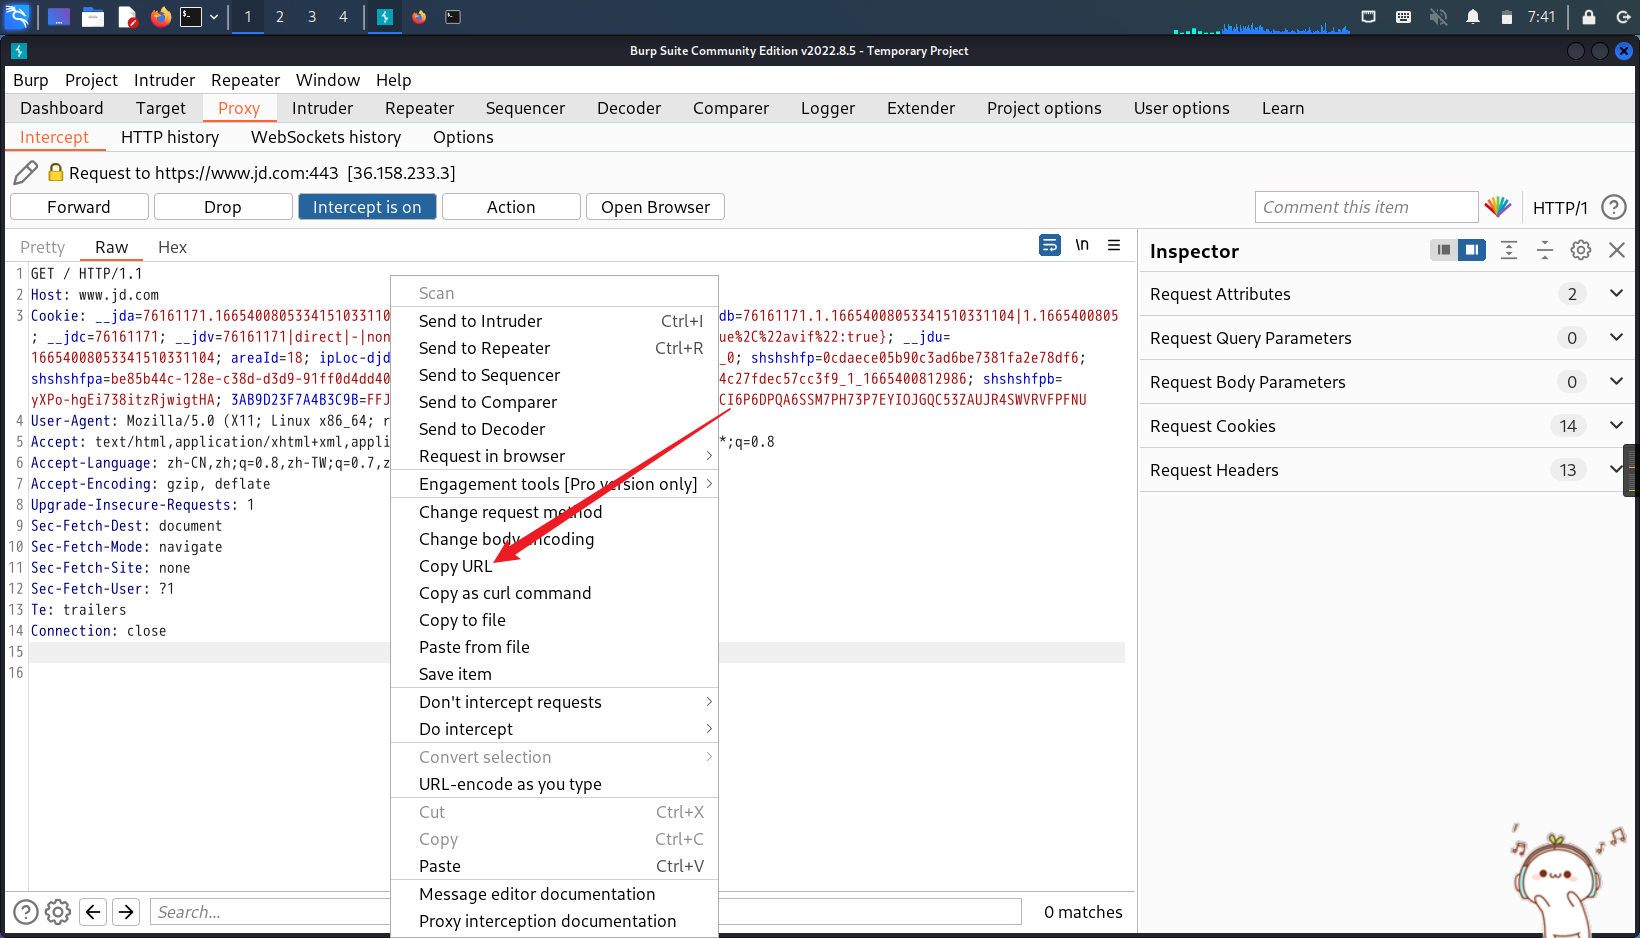 1 2 3 4 7:41
Burp Suite Community Edition v2022.8.5 - Temporary Project
Burp Project Intruder Repeater Window Help
Dashboard Target Proxy Intruder Repeater Sequencer Decoder Comparer Logger Extender Project options User options Learn
Intercept HTTP history WebSockets history Options
Request to https://www.jd.com:443 [36.158.233.3]
Forward Drop Intercept is on Action Open Browser Comment this item HTTP/1 ?
Pretty Raw Hex \n
1 GET / HTTP/1.1
2 Host: www.jd.com
3 Cookie: __jda=76161171.16654008053341510331104 db=76161171.1.16654008053341510331104|1.1665400805
; __jdc=76161171; __jdv=76161171|direct|-|non ue%2C%22avif%22:true}; __jdu=
16654008053341510331104; areaId=18; ipLoc-djd _0; shshshfp=0cdaece05b90c3ad6be7381fa2e78df6;
shshshfpa=be85b44c-128e-c38d-d3d9-91ff0d4dd40 4c27fdec57cc3f9_1_1665400812986; shshshfpb=
yXPo-hgEi738itzRjwigtHA; 3AB9D23F7A4B3C9B=FFJ CI6P6DPQA6SSM7PH73P7EYIOJGQC53ZAUJR4SWVRVFPFNU
4 User-Agent: Mozilla/5.0 (X11; Linux x86_64; r
5 Accept: text/html,application/xhtml+xml,appli *;q=0.8
6 Accept-Language: zh-CN,zh;q=0.8,zh-TW;q=0.7,z
7 Accept-Encoding: gzip, deflate
8 Upgrade-Insecure-Requests: 1
9 Sec-Fetch-Dest: document
10 Sec-Fetch-Mode: navigate
11 Sec-Fetch-Site: none
12 Sec-Fetch-User: ?1
13 Te: trailers
14 Connection: close
15
16
Scan
Send to Intruder Ctrl+I
Send to Repeater Ctrl+R
Send to Sequencer
Send to Comparer
Send to Decoder
Request in browser
Engagement tools [Pro version only]
Change request method
Change body encoding
Copy URL
Copy as curl command
Copy to file
Paste from file
Save item
Don't intercept requests
Do intercept
Convert selection
URL-encode as you type
Cut Ctrl+X
Copy Ctrl+C
Paste Ctrl+V
Message editor documentation
Proxy interception documentation
Inspector
Request Attributes 2
Request Query Parameters 0
Request Body Parameters 0
Request Cookies 14
Request Headers 13
? Search... 0 matches